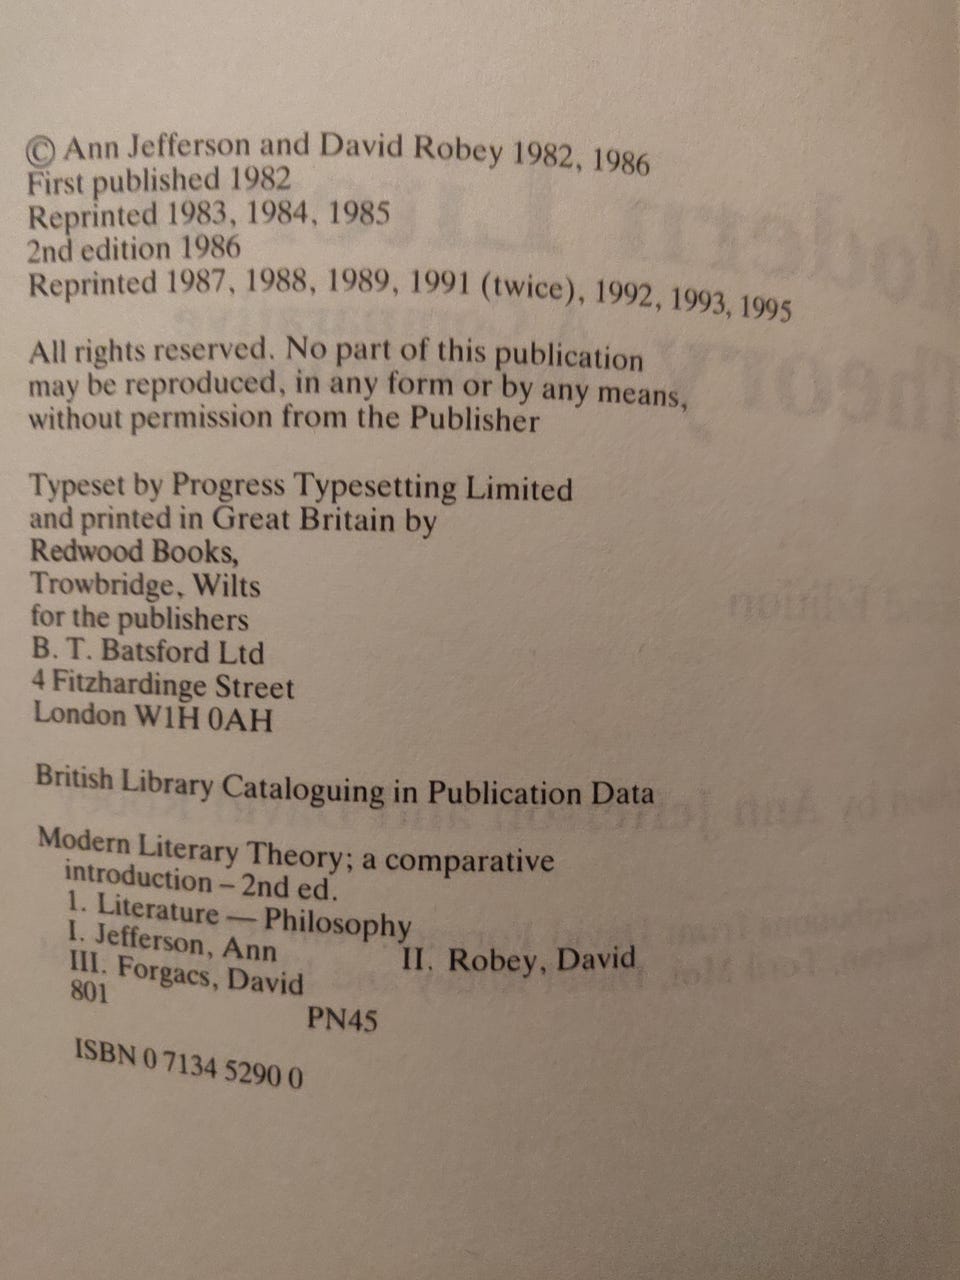 © Ann Jefferson and David Robey 1982, 1986
First published 1982
Reprinted 1983, 1984, 1985
2nd edition 1986
Reprinted 1987, 1988, 1989, 1991 (twice), 1992, 1993, 1995
All rights reserved. No part of this publication
may be reproduced, in any form or by any means,
without permission from the Publisher
Typeset by Progress Typesetting Limited
and printed in Great Britain by
Redwood Books,
Trowbridge, Wilts
for the publishers
B. T. Batsford Ltd
4 Fitzhardinge Street
London W1H 0AH
British Library Cataloguing in Publication Data
Modern Literary Theory; a comparative
introduction – 2nd ed.
1. Literature — Philosophy
I. Jefferson, Ann II. Robey, David
III. Forgacs, David
801 PN45
ISBN 0 7134 5290 0